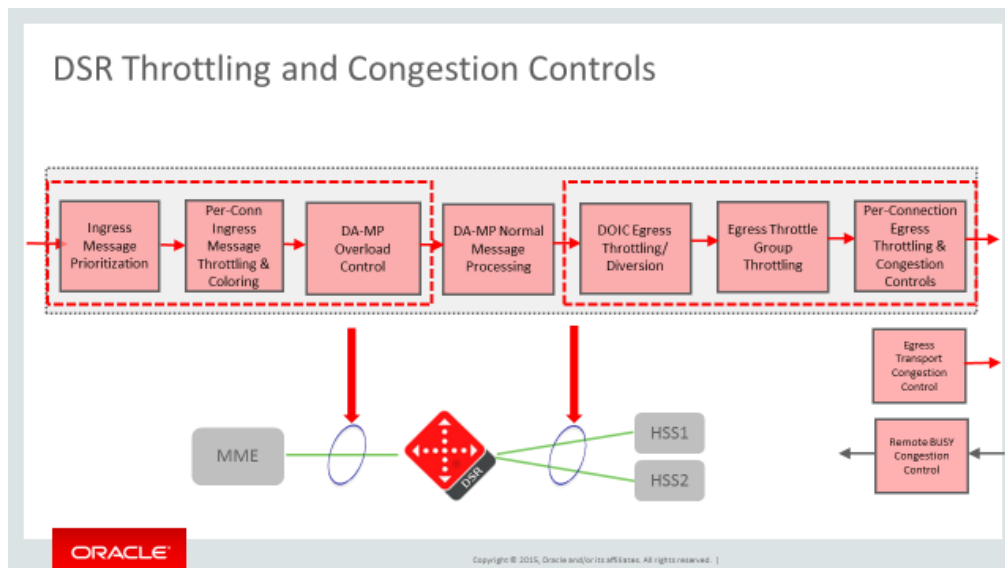 DSR Throttling and Congestion Controls
Ingress
Message
Prioritization
Per-Conn
Ingress
Message
Throttling &
Coloring
DA-MP
Overload
Control
DA-MP Normal
Message
Processing
DOIC Egress
Throttling/
Diversion
Egress Throttle
Group
Throttling
Per-Connection
Egress
Throttling &
Congestion
Controls
Egress
Transport
Congestion
Control
MME
DSR
HSS1
HSS2
Remote BUSY
Congestion
Control
ORACLE®
Copyright © 2015, Oracle and/or its affiliates. All rights reserved. |